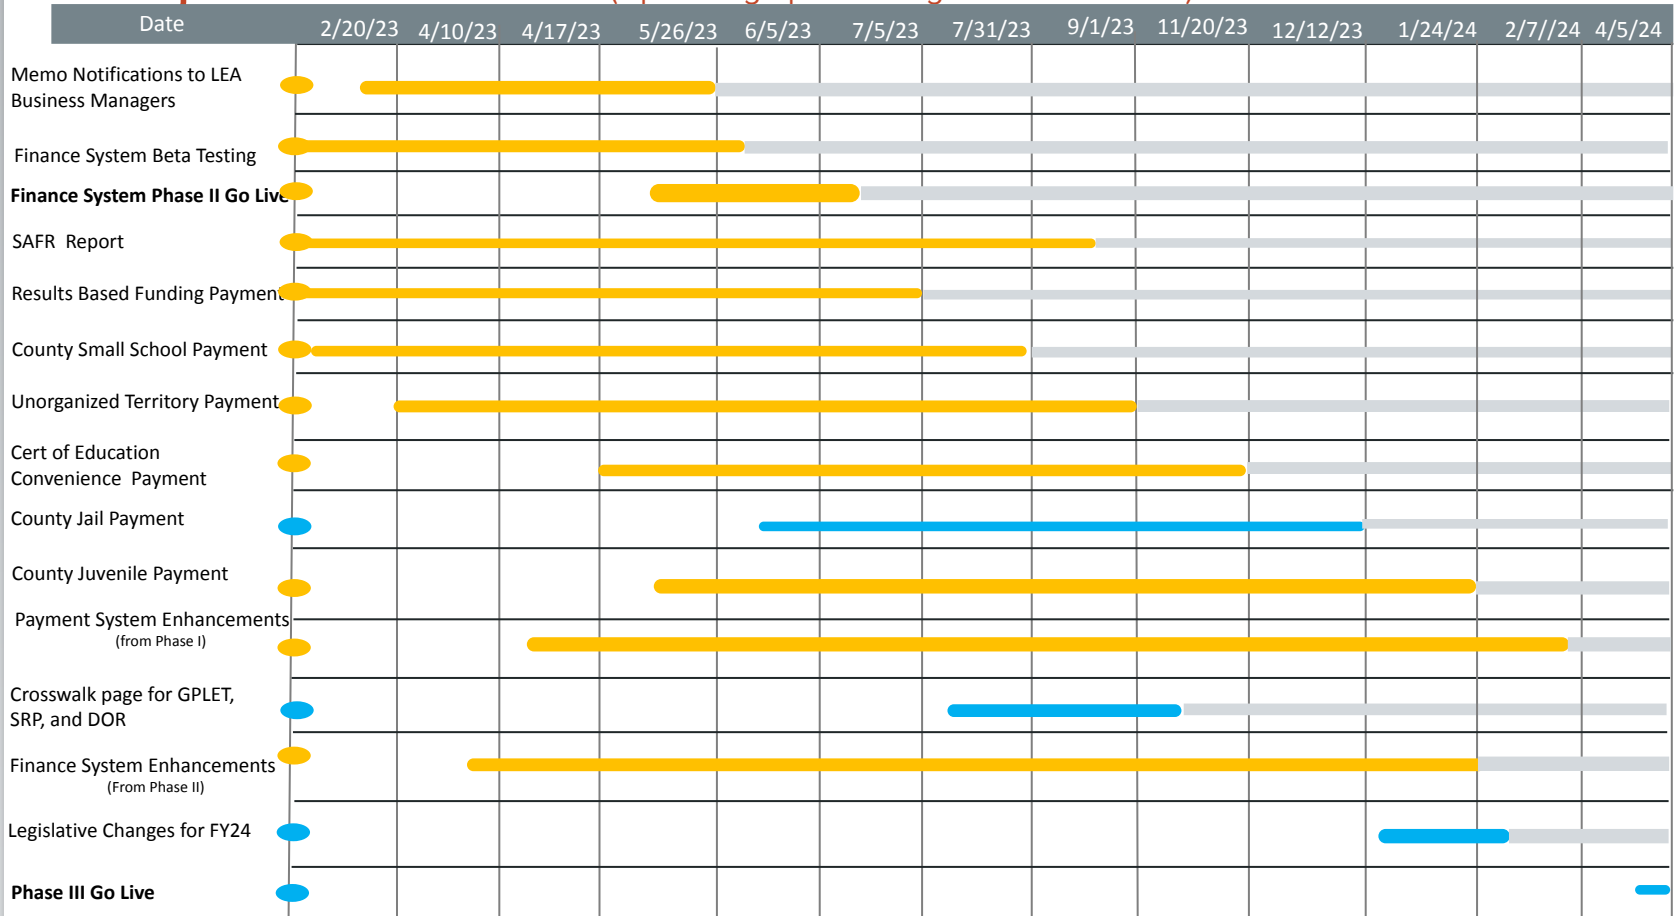 Date 2/20/23 4/10/23 4/17/23 5/26/23 6/5/23 7/5/23 7/31/23 9/1/23 11/20/23 12/12/23 1/24/24 2/7//24 4/5/24
Memo Notifications to LEA
Business Managers
Finance System Beta Testing
Finance System Phase II Go Live
SAFR Report
Results Based Funding Payment
County Small School Payment
Unorganized Territory Payment
Cert of Education
Convenience Payment
County Jail Payment
County Juvenile Payment
Payment System Enhancements
(from Phase I)
Crosswalk page for GPLET,
SRP, and DOR
Finance System Enhancements
(From Phase II)
Legislative Changes for FY24
Phase III Go Live